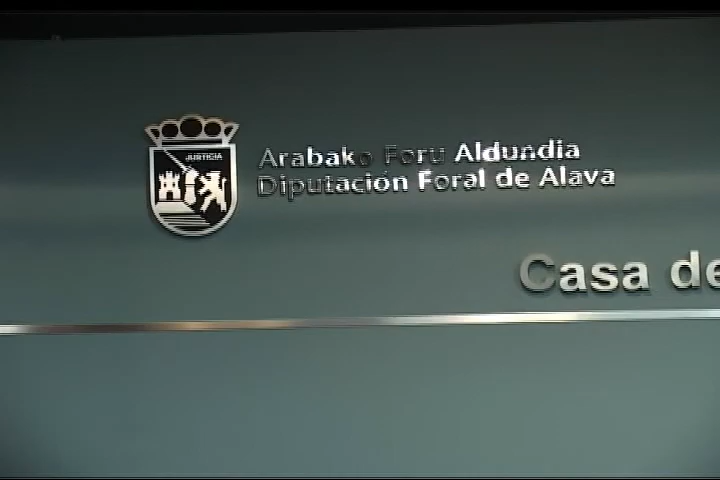 JUSTICIA
Arabako Foru Aldundia
Diputación Foral de Alava
Casa de